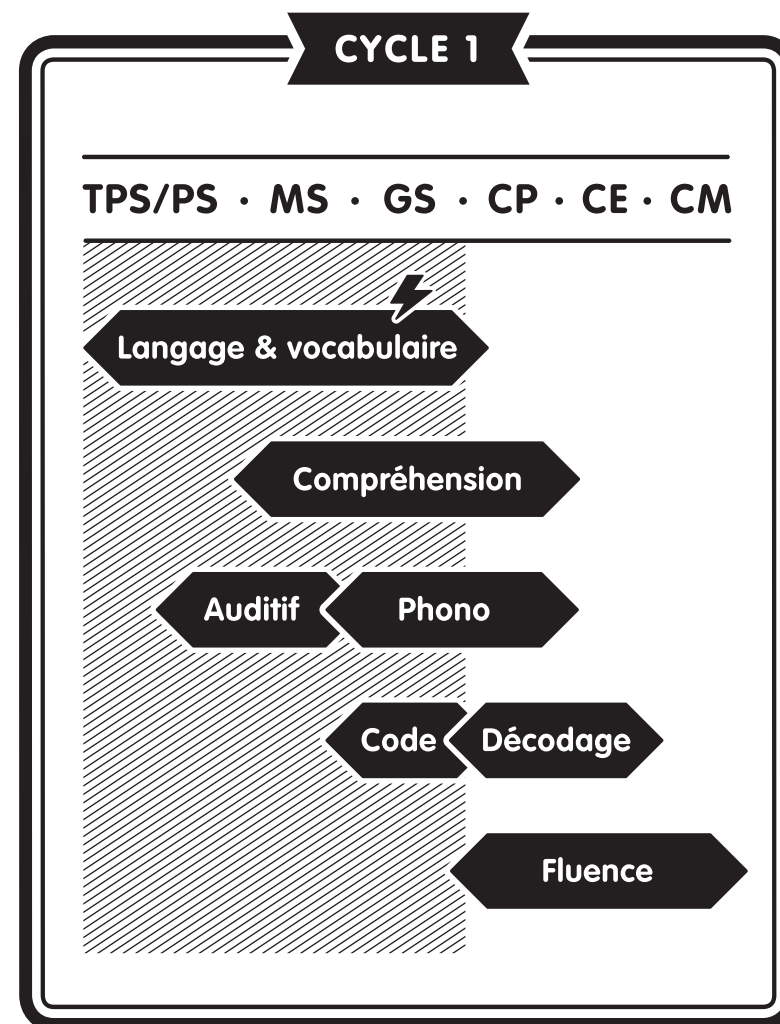 CYCLE 1
TPS/PS · MS · GS · CP · CE · CM
Langage & vocabulaire
Compréhension
Auditif Phono
Code Décodage
Fluence